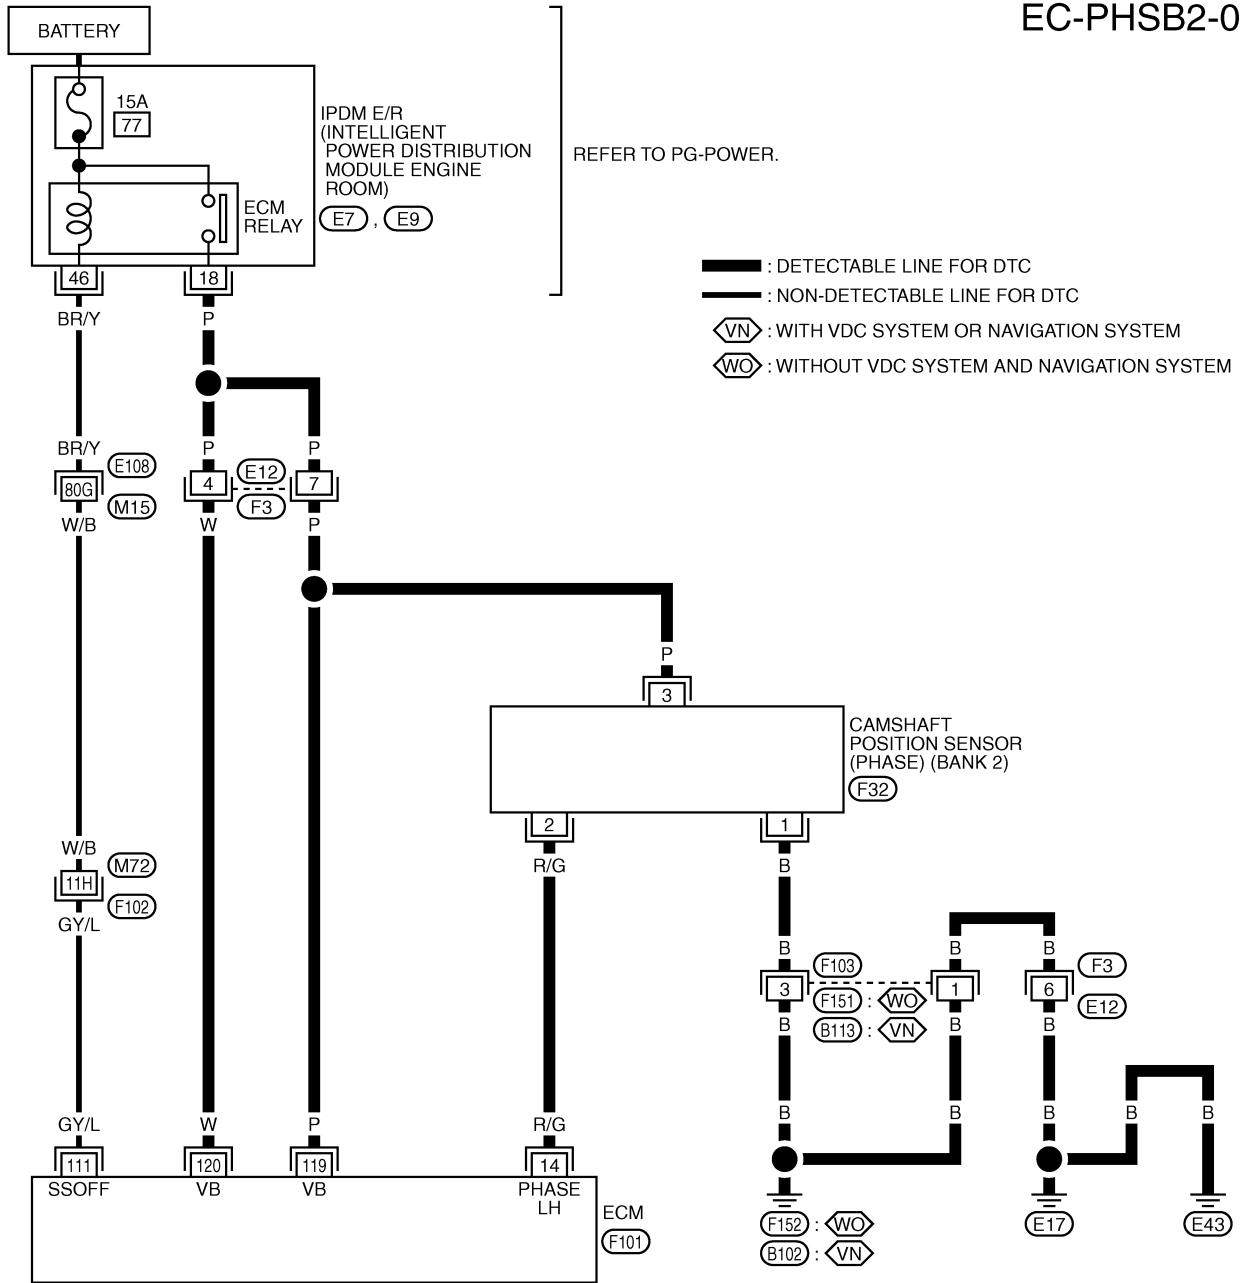 EC-PHSB2-0
BATTERY
15A
77
IPDM E/R
(INTELLIGENT
POWER DISTRIBUTION
MODULE ENGINE
ROOM)
E7 , E9
REFER TO PG-POWER.
ECM
RELAY
46 18
: DETECTABLE LINE FOR DTC
: NON-DETECTABLE LINE FOR DTC
VN : WITH VDC SYSTEM OR NAVIGATION SYSTEM
WO : WITHOUT VDC SYSTEM AND NAVIGATION SYSTEM
BR/Y P
BR/Y P P
E108 E12
80G 4 7
M15 F3
W/B W P
P
3
CAMSHAFT
POSITION SENSOR
(PHASE) (BANK 2)
F32
2 1
R/G B
W/B M72
11H
F102
GY/L
B B B
F103 F3
3 1 6
F151 : WO E12
B113 : VN
B B B
GY/L W P R/G B B B B B
111 120 119 14
SSOFF VB VB PHASE
LH
ECM
F101
F152 : WO E17 E43
B102 : VN